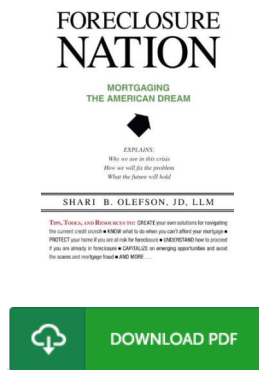 FORECLOSURE
NATION
MORTGAGING
THE AMERICAN DREAM
EXPLAINS:
Why we are in this crisis
How we will fix the problem
What the future will hold
SHARI B. OLEFSON, JD, LLM
TIPS, TOOLS, AND RESOURCES TO: CREATE your own solutions for navigating
the current credit crunch ■ KNOW what to do when you can't afford your mortgage ■
PROTECT your home if you are at risk for foreclosure ■ UNDERSTAND how to proceed
if you are already in foreclosure ■ CAPITALIZE on emerging opportunities and avoid
the scams and mortgage fraud ■ AND MORE . . .
DOWNLOAD PDF